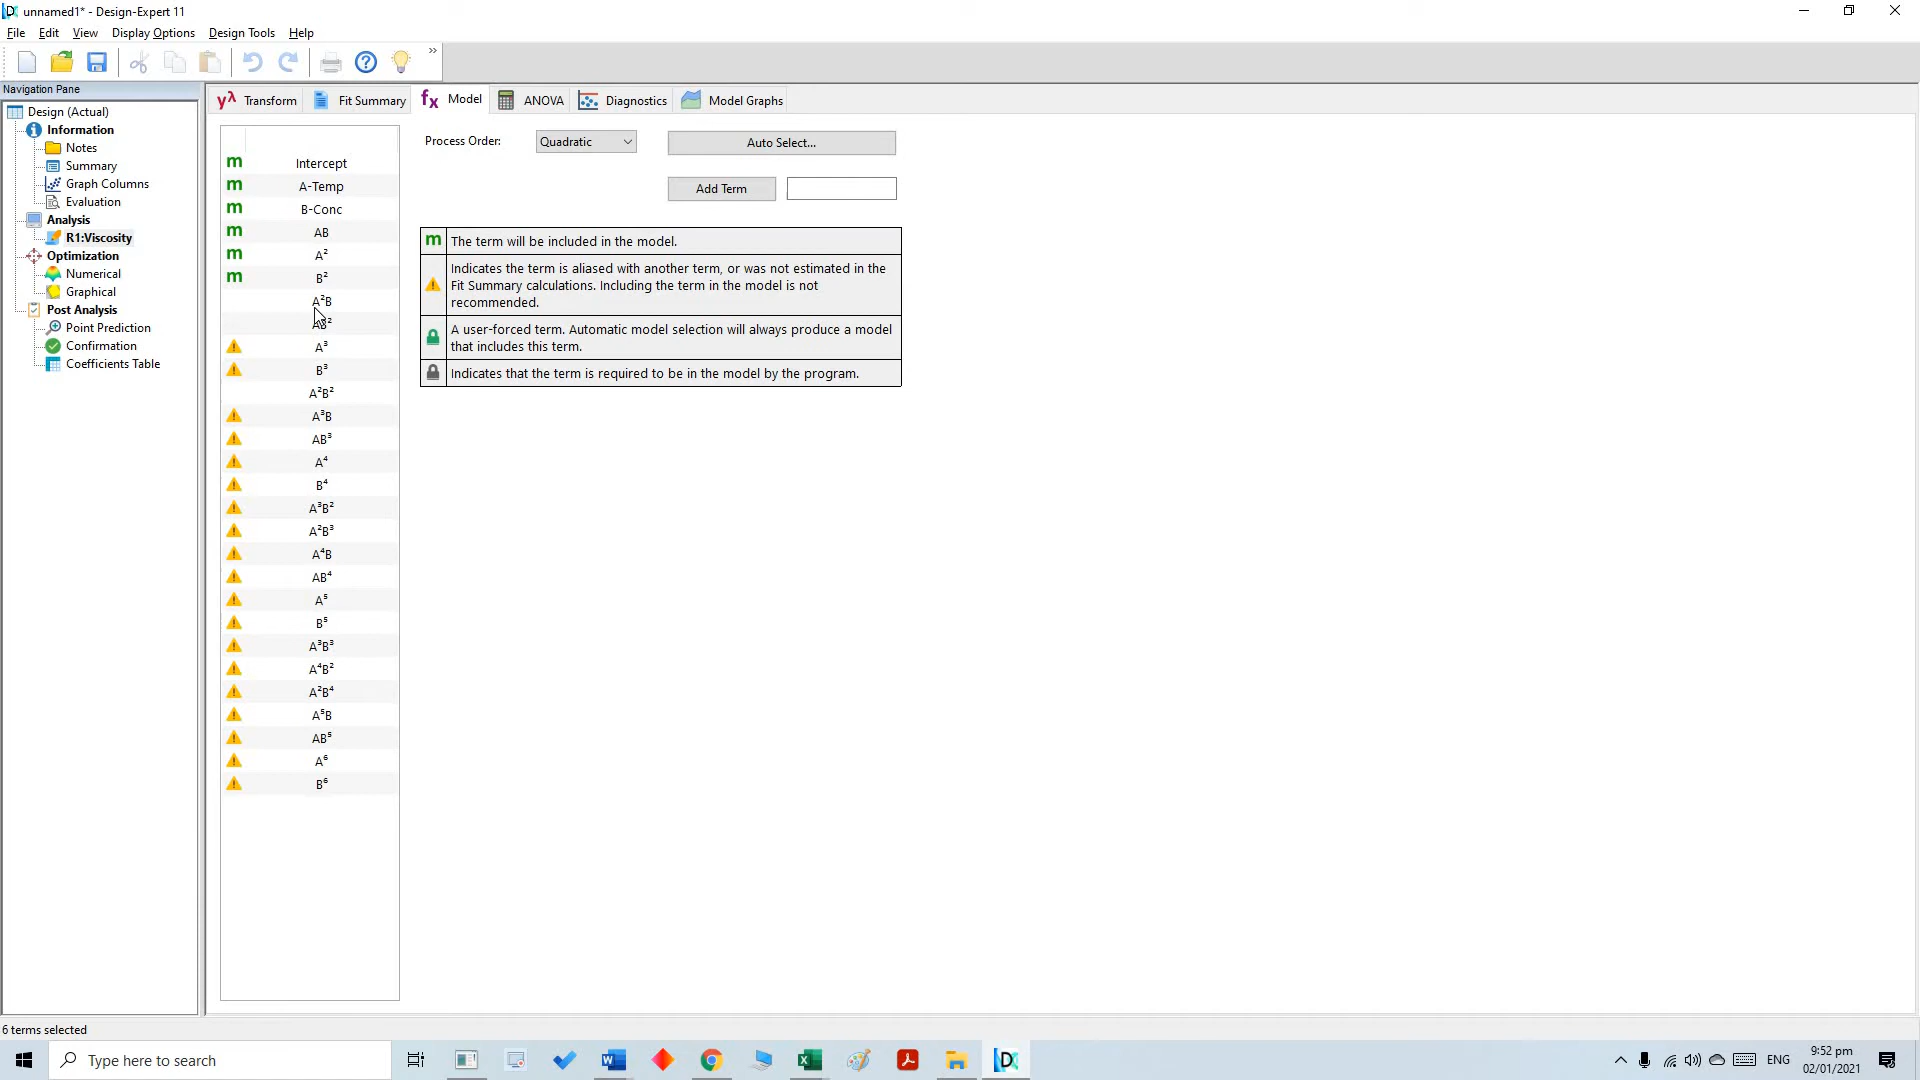 unnamed1* - Design-Expert 11
File Edit View Display Options Design Tools Help
»
Navigation Pane
Design (Actual)
Information
Notes
Summary
Graph Columns
Evaluation
Analysis
R1:Viscosity
Optimization
Numerical
Graphical
Post Analysis
Point Prediction
Confirmation
Coefficients Table
yλ Transform Fit Summary fx Model ANOVA Diagnostics Model Graphs
m Intercept
m A-Temp
m B-Conc
m AB
m A²
m B²
A²B
AB²
A³
B³
A²B²
A³B
AB³
A⁴
B⁴
A³B²
A²B³
A⁴B
AB⁴
A⁵
B⁵
A³B³
A⁴B²
A²B⁴
A⁵B
AB⁵
A⁶
B⁶
Process Order: Quadratic Auto Select...
Add Term
m The term will be included in the model.
Indicates the term is aliased with another term, or was not estimated in the
Fit Summary calculations. Including the term in the model is not
recommended.
A user-forced term. Automatic model selection will always produce a model
that includes this term.
Indicates that the term is required to be in the model by the program.
6 terms selected
Type here to search
ENG
9:52 pm
02/01/2021